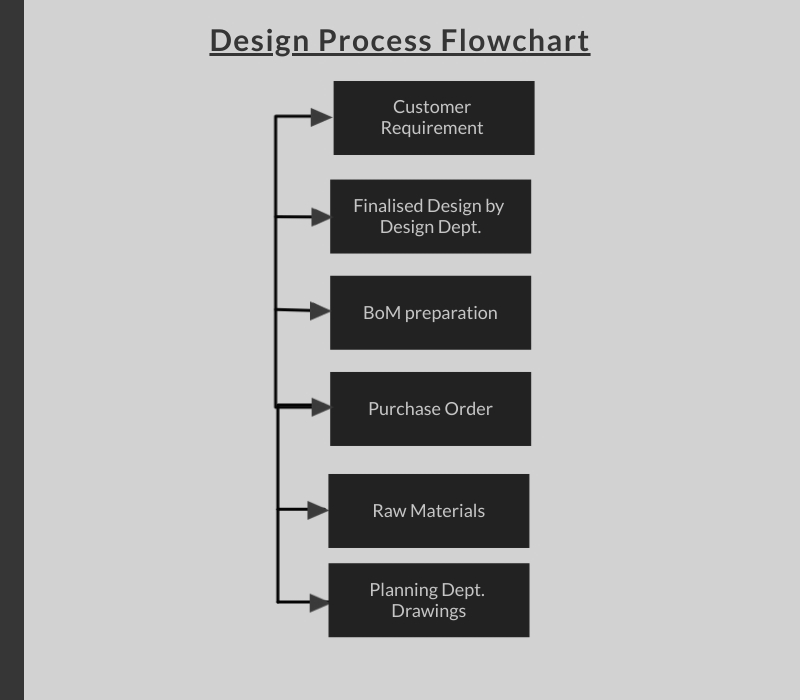 Design Process Flowchart
Customer
Requirement
Finalised Design by
Design Dept.
BoM preparation
Purchase Order
Raw Materials
Planning Dept.
Drawings